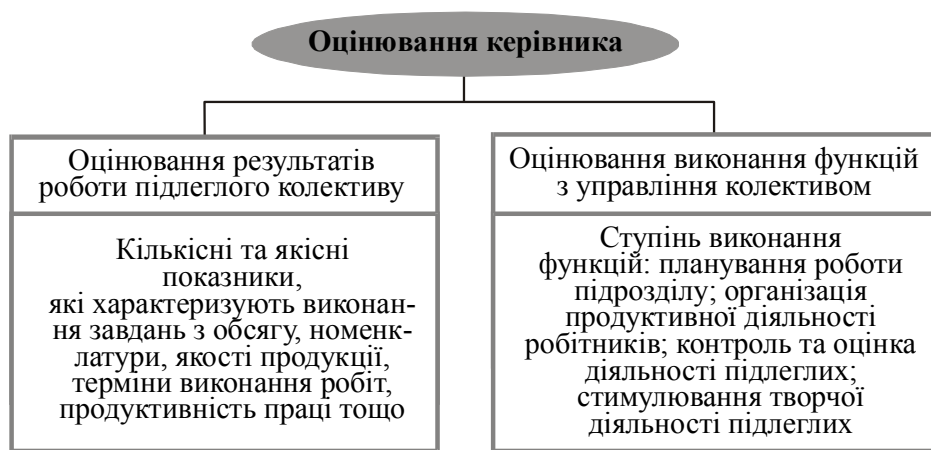 Оцінювання керівника
Оцінювання результатів
роботи підлеглого колективу
Кількісні та якісні
показники,
які характеризують виконан-
ня завдань з обсягу, номенк-
латури, якості продукції,
терміни виконання робіт,
продуктивність праці тощо
Оцінювання виконання функцій
з управління колективом
Ступінь виконання
функцій: планування роботи
підрозділу; організація
продуктивної діяльності
робітників; контроль та оцінка
діяльності підлеглих;
стимулювання творчої
діяльності підлеглих